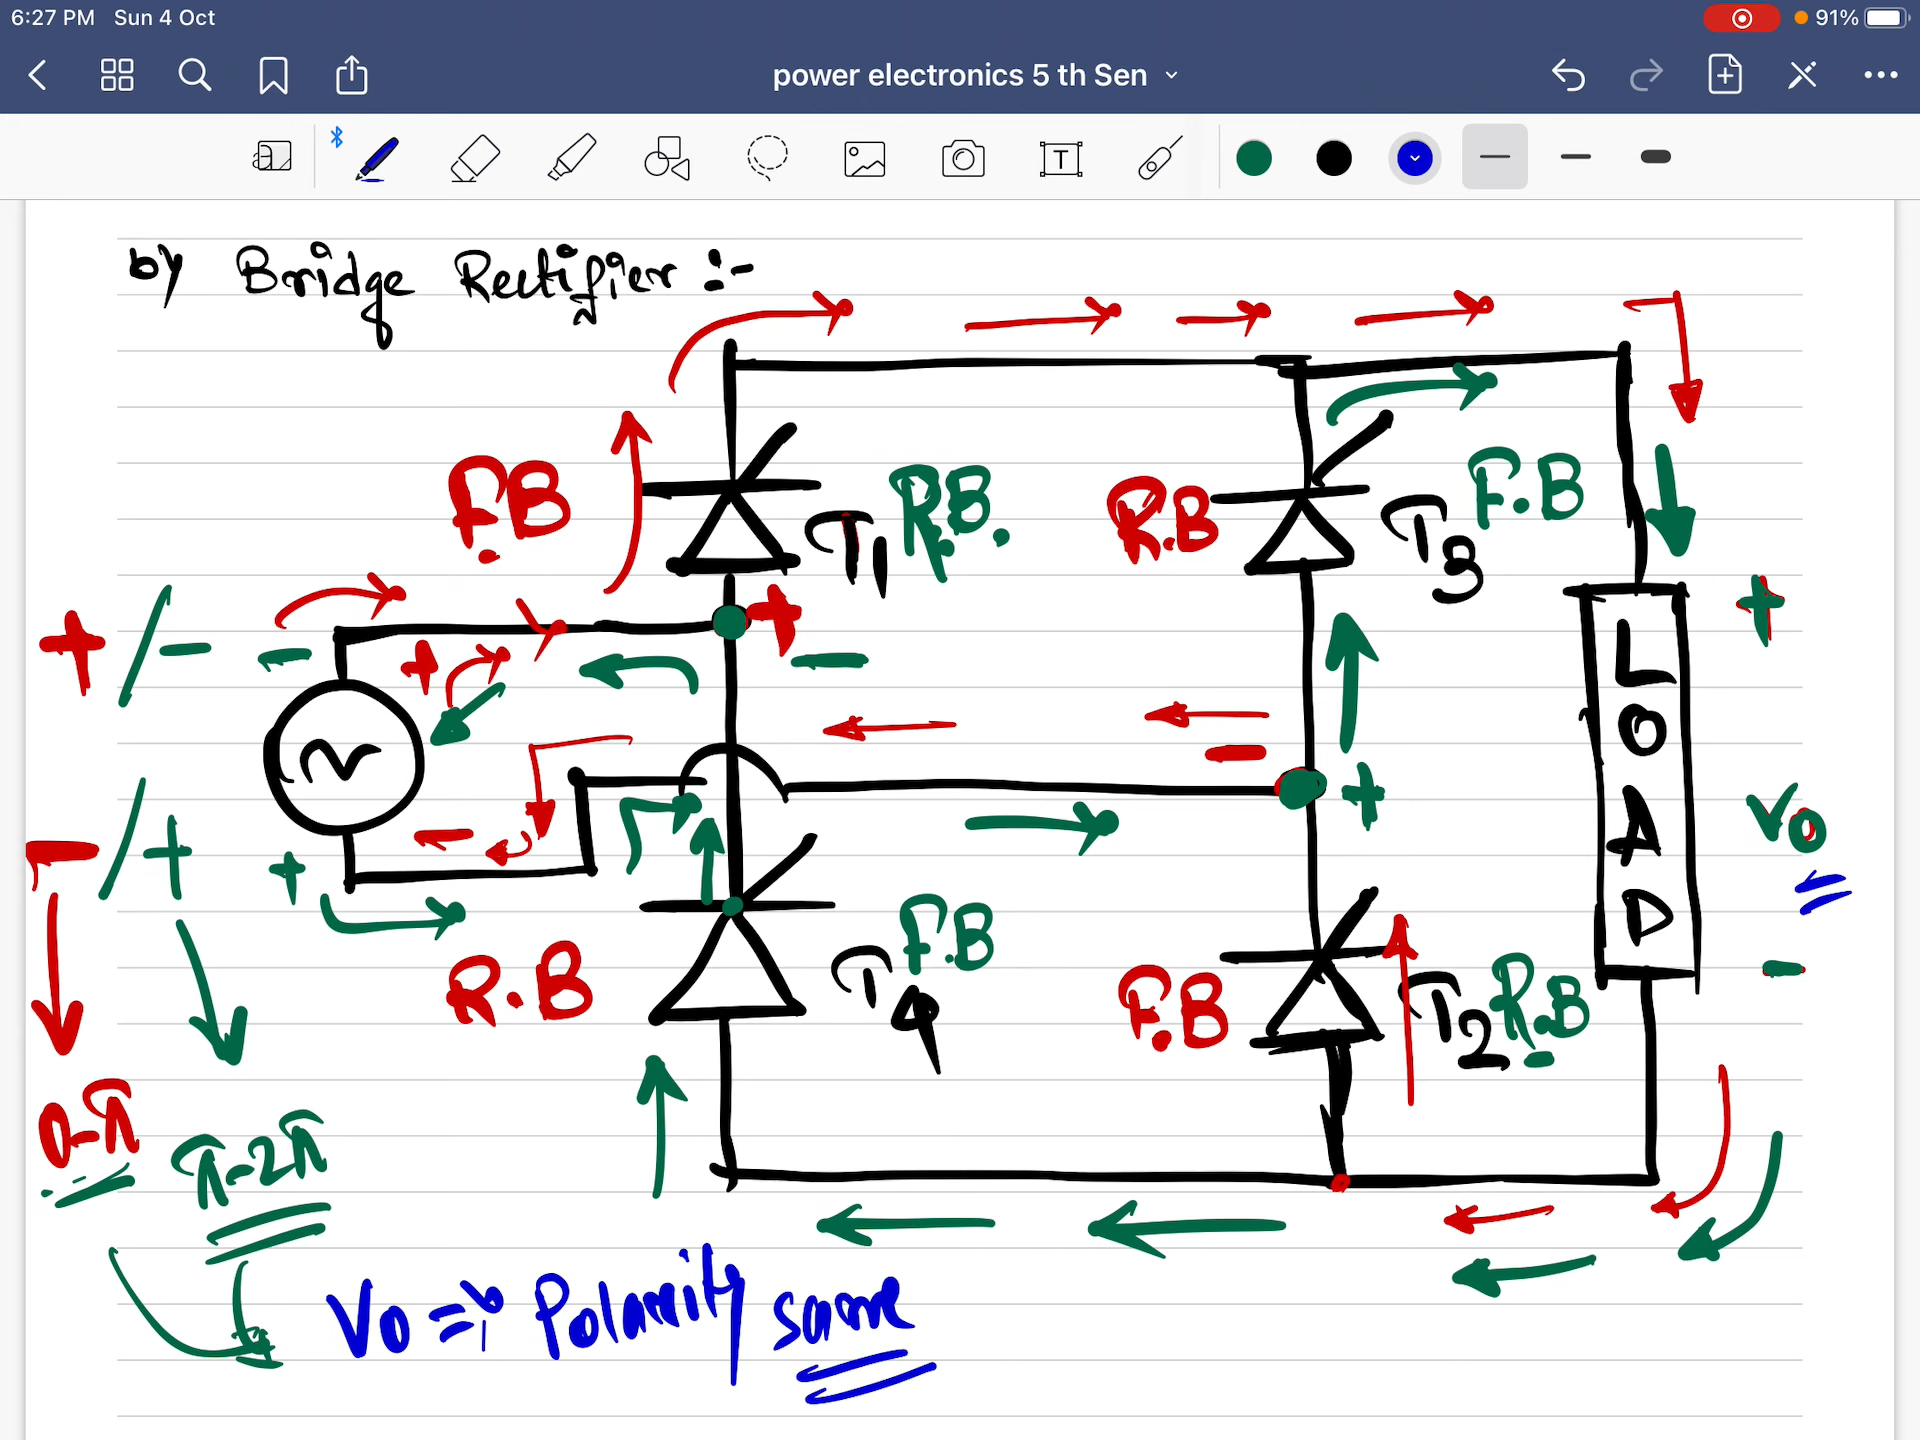 6:27 PM Sun 4 Oct
91%
power electronics 5 th Sen
T
b) Bridge Rectifier :-
F.B
T1
R.B.
R.B
T3
F.B
+/-
-
+
+
-
-
+
-/+
-
+
LOAD
+
Vo
-
R.B
T4
F.B
F.B
T2
R.B
0-π
π-2π
Vo => Polarity same